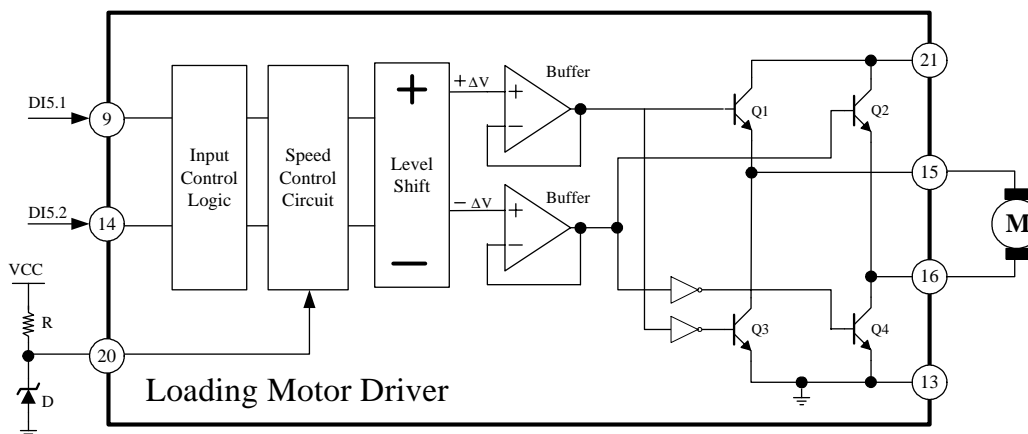 21
+ ΔV
Buffer
Q1
Q2
DI5.1
9
Input
Control
Logic
Speed
Control
Circuit
Level
Shift
15
DI5.2
14
− ΔV
Buffer
M
VCC
16
R
20
Q3
Q4
D
Loading Motor Driver
13